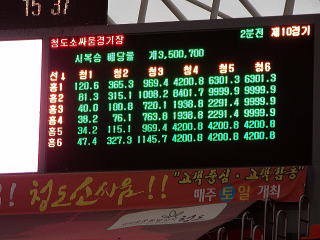 15 37
청도소싸움경기장 2분전 제10경기
시복승 배당률 계3,500,700
선↓ 청1 청2 청3 청4 청5 청6
홍1 120.6 365.3 969.4 4200.8 6301.3 6301.3
홍2 81.3 315.1 1008.2 8401.7 9999.9 9999.9
홍3 40.0 100.8 720.1 1938.8 2291.4 9999.9
홍4 38.2 76.1 763.8 1938.8 2291.4 4200.8
홍5 34.2 115.1 969.4 4200.8 4200.8 4200.8
홍6 47.4 327.3 1145.7 4200.8 4200.8 4200.8
! 청도소싸움!! "고객중심·고객감동"
매주 토 일 개최